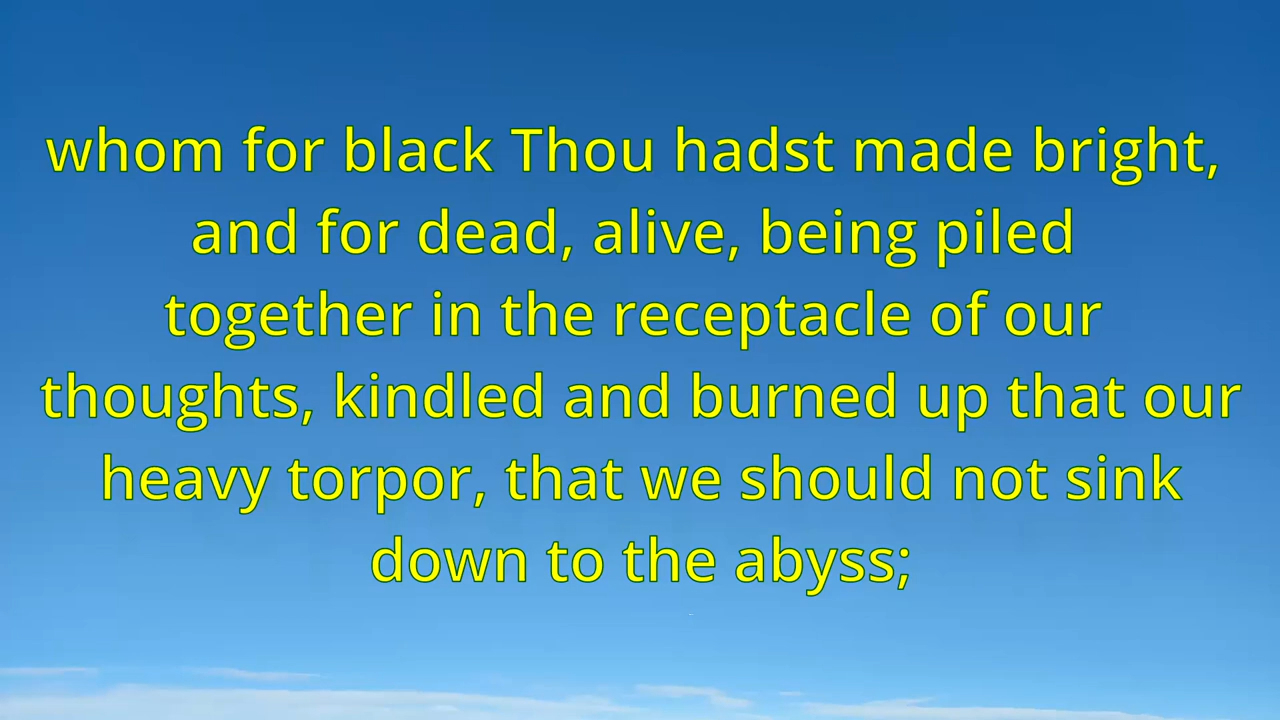 whom for black Thou hadst made bright,
and for dead, alive, being piled
together in the receptacle of our
thoughts, kindled and burned up that our
heavy torpor, that we should not sink
down to the abyss;